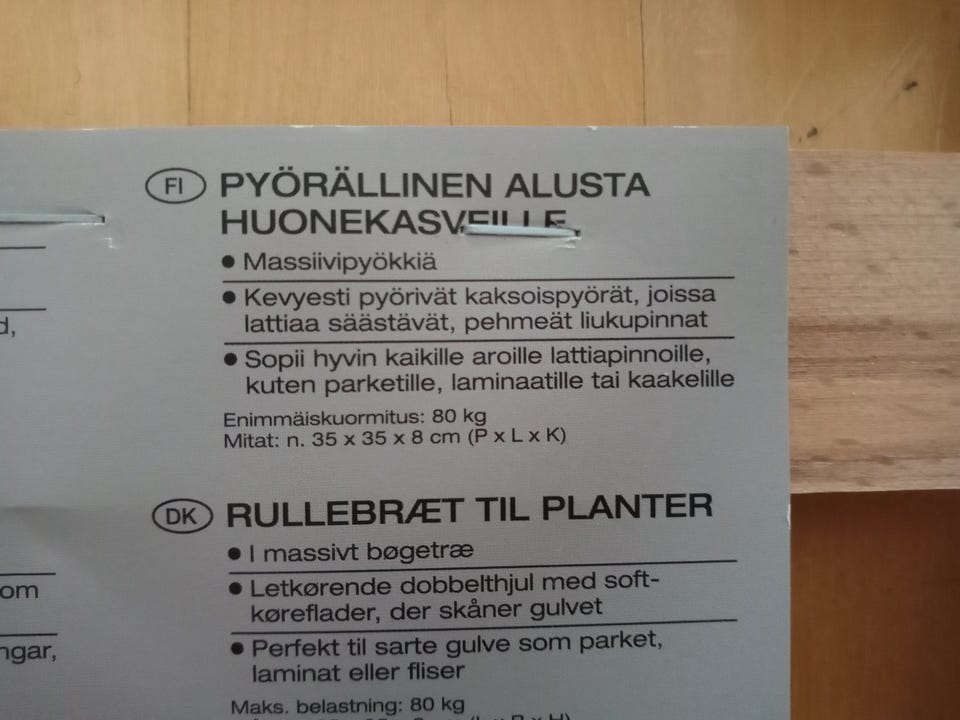 FI PYÖRÄLLINEN ALUSTA
HUONEKASVEILLE
● Massiivipyökkiä
● Kevyesti pyörivät kaksoispyörät, joissa
lattiaa säästävät, pehmeät liukupinnat
● Sopii hyvin kaikille aroille lattiapinnoille,
kuten parketille, laminaatille tai kaakelille
Enimmäiskuormitus: 80 kg
Mitat: n. 35 x 35 x 8 cm (P x L x K)
DK RULLEBRÆT TIL PLANTER
● I massivt bøgetræ
● Letkørende dobbelthjul med soft-
køreflader, der skåner gulvet
● Perfekt til sarte gulve som parket,
laminat eller fliser
Maks. belastning: 80 kg